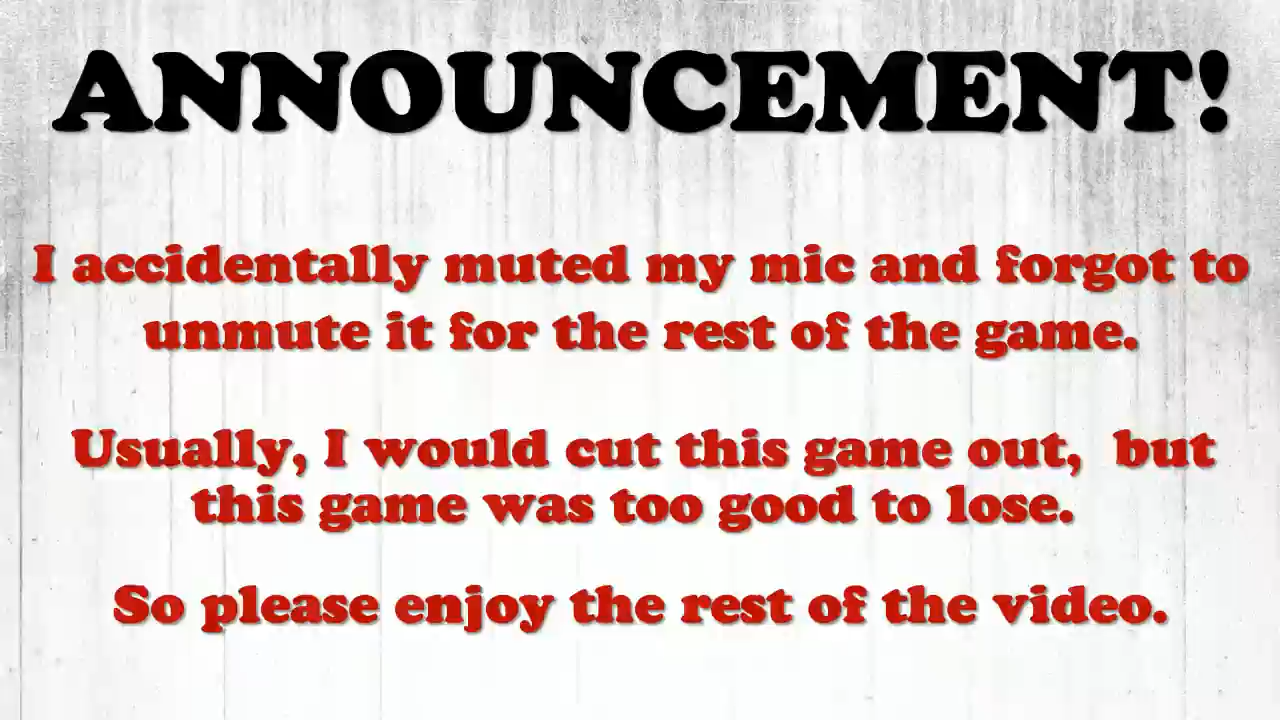 ANNOUNCEMENT!
I accidentally muted my mic and forgot to
unmute it for the rest of the game.
Usually, I would cut this game out,  but
this game was too good to lose.
So please enjoy the rest of the video.